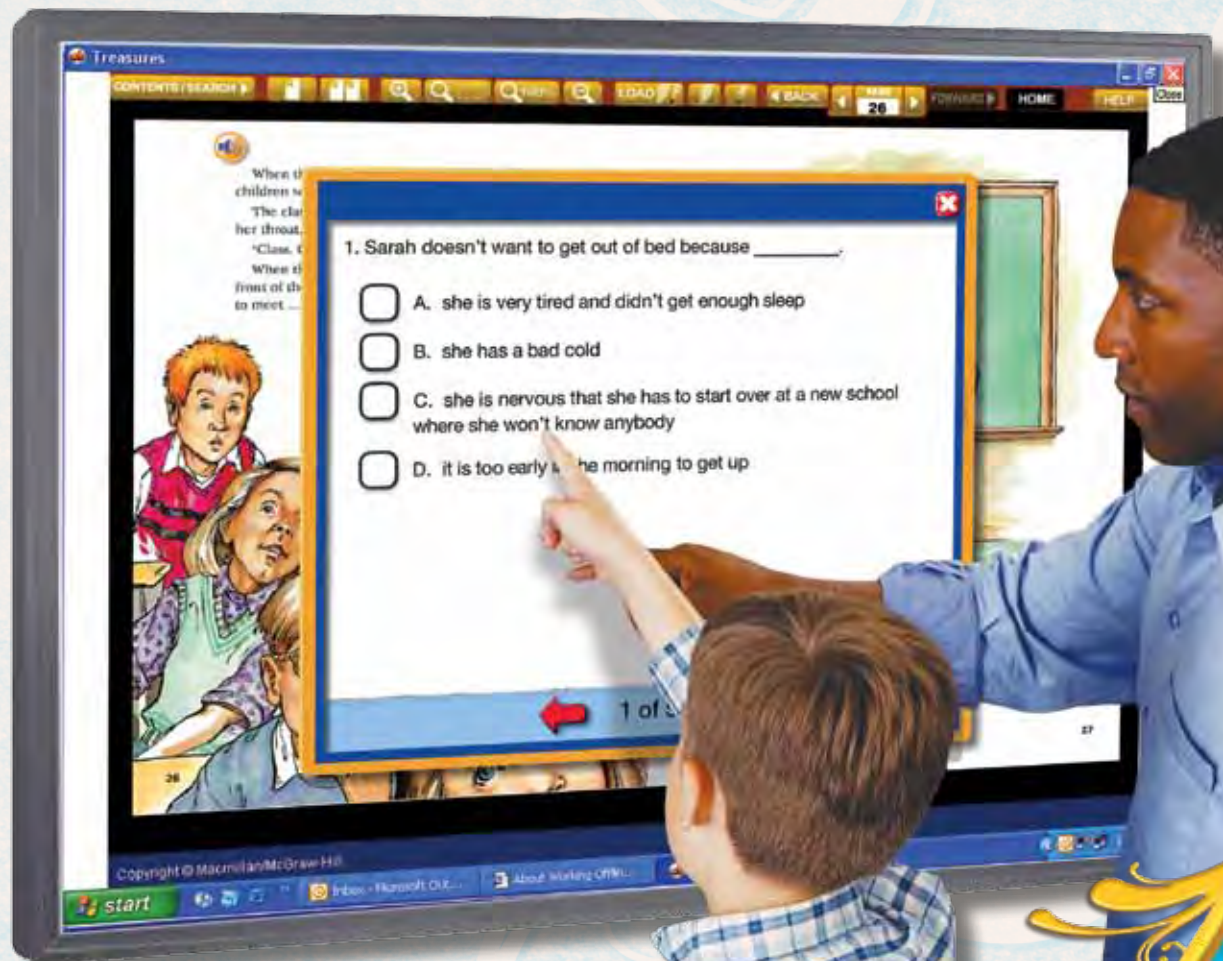 Treasures
CONTENTS / SEARCH
LOAD
BACK
26
FORWARD
HOME
HELP
Close
When th
children
The cla
her throat.
"Class,
When
front of th
to meet ...
1. Sarah doesn't want to get out of bed because ________.
A. she is very tired and didn't get enough sleep
B. she has a bad cold
C. she is nervous that she has to start over at a new school
where she won't know anybody
D. it is too early he morning to get up
1 of
26
27
Copyright © Macmillan/McGraw-Hill
start
Inbox - Microsoft Out...
About Working Offlin...